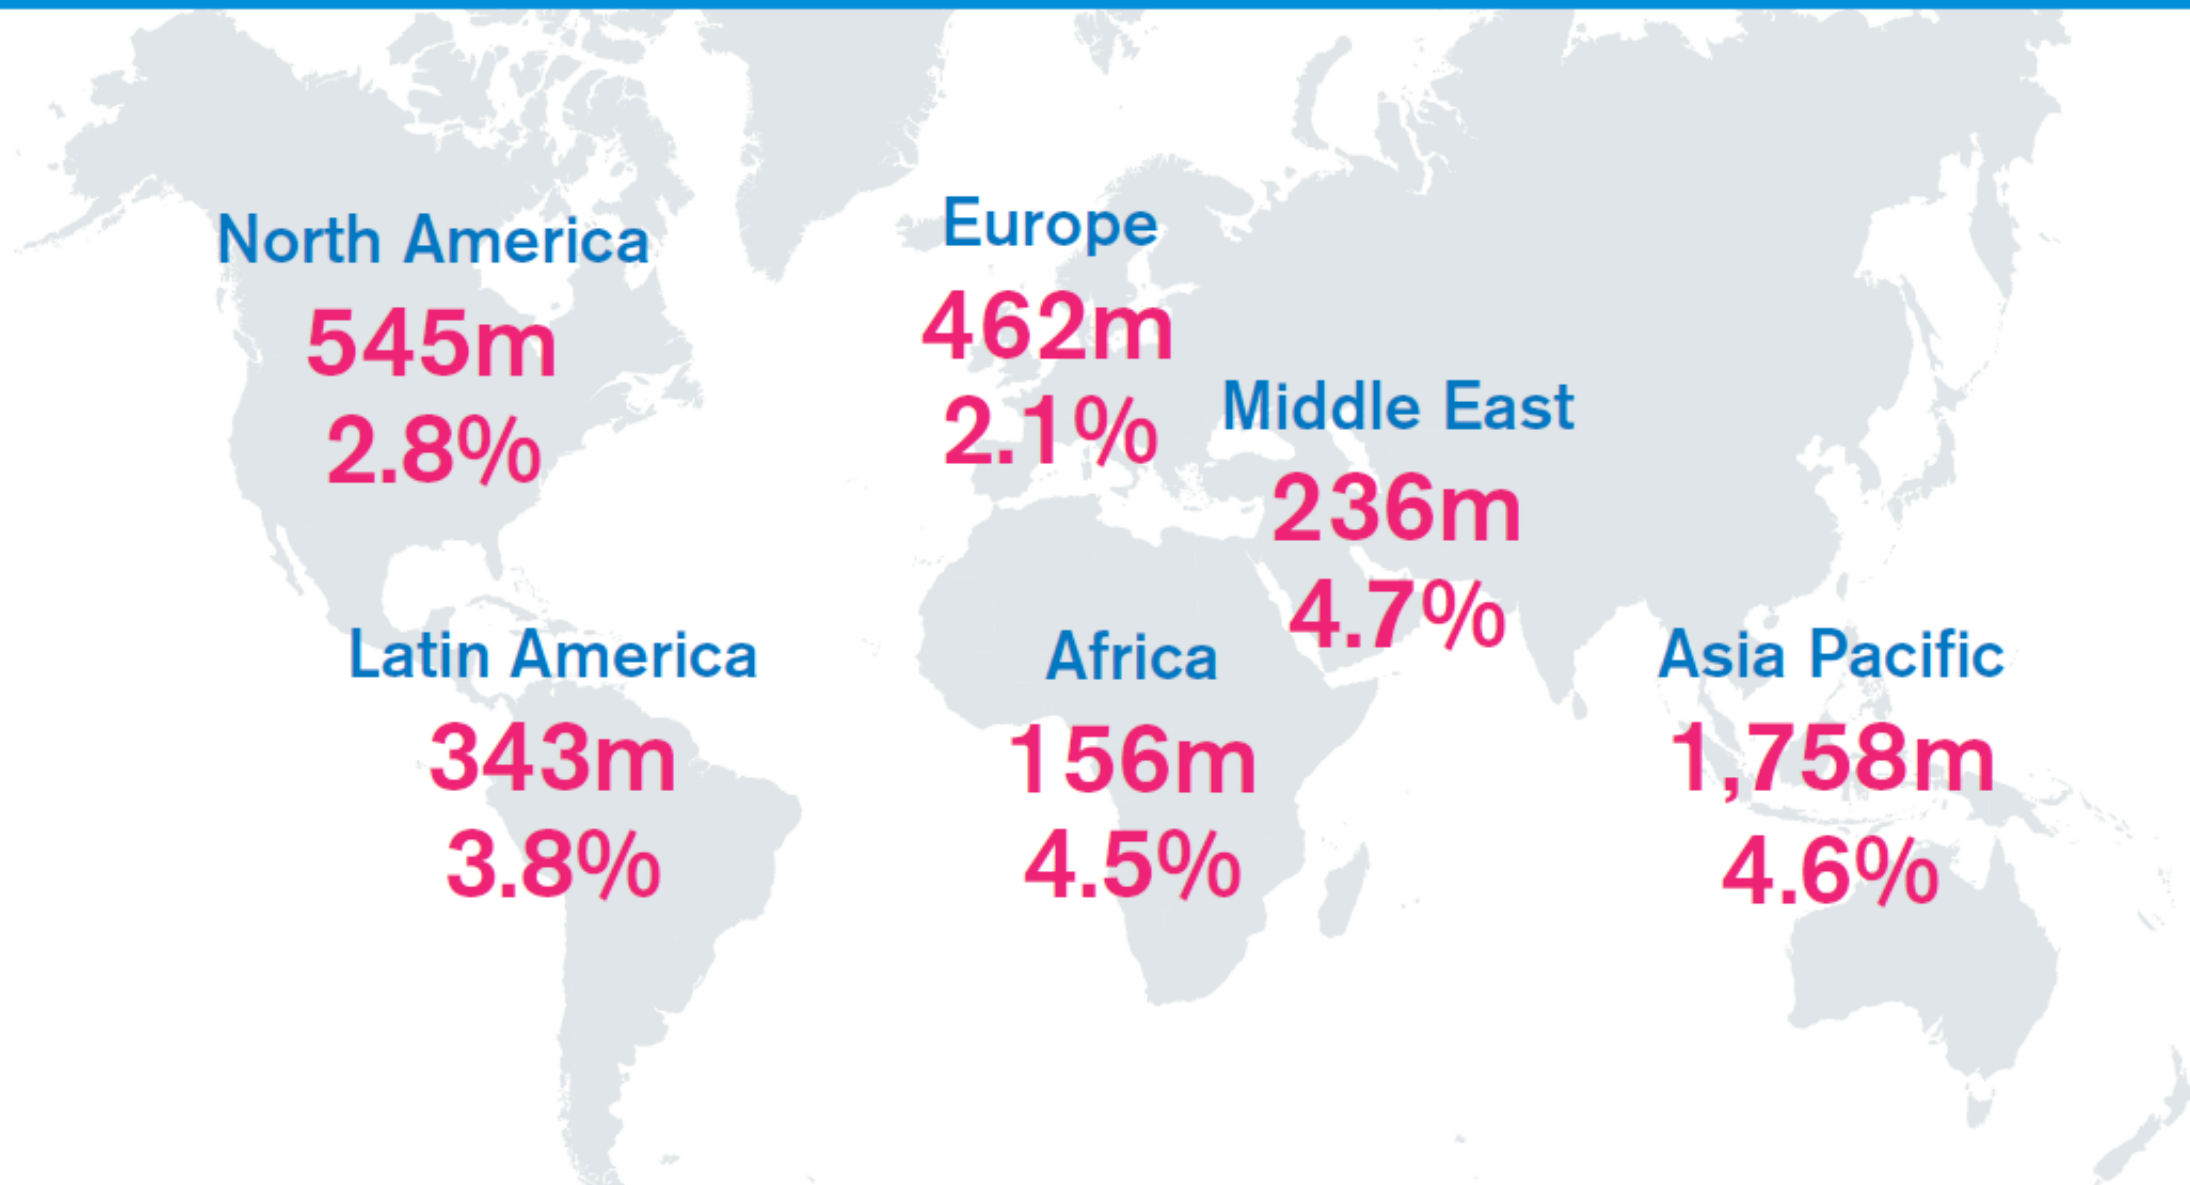 North America
545m
2.8%
Europe
462m
2.1%
Middle East
236m
4.7%
Latin America
343m
3.8%
Africa
156m
4.5%
Asia Pacific
1,758m
4.6%